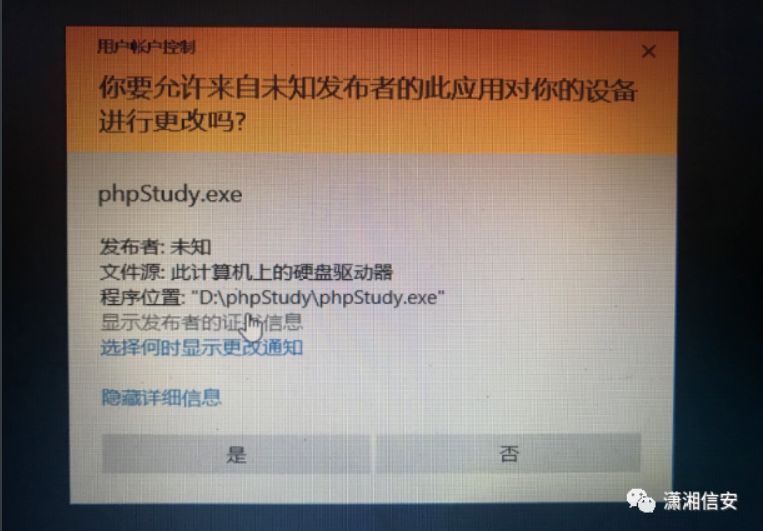 用户帐户控制
你要允许来自未知发布者的此应用对你的设备
进行更改吗?
phpStudy.exe
发布者: 未知
文件源: 此计算机上的硬盘驱动器
程序位置: "D:\phpStudy\phpStudy.exe"
显示发布者的证书信息
选择何时显示更改通知
隐藏详细信息
是
否
潇湘信安